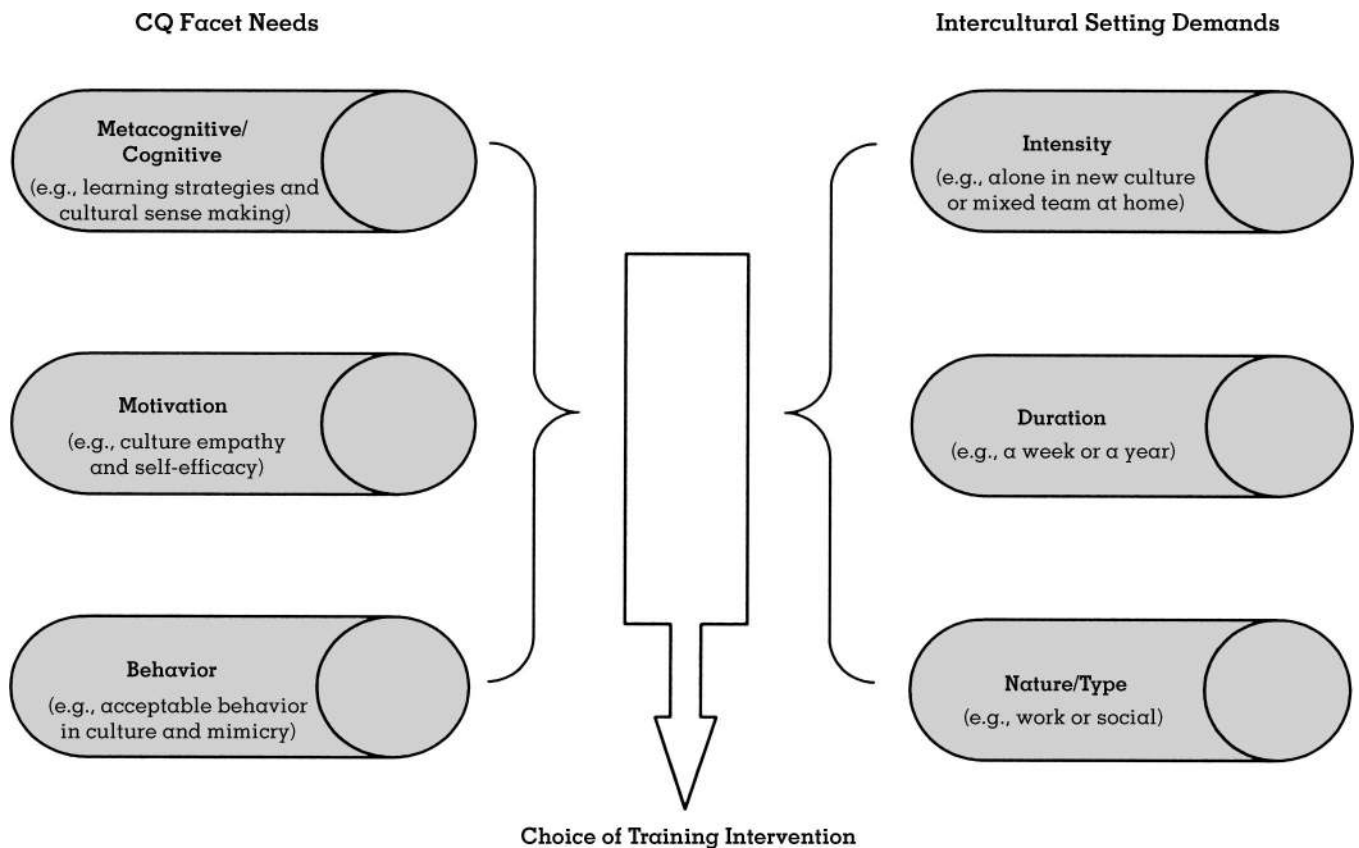 CQ Facet Needs
Intercultural Setting Demands
Metacognitive/
Cognitive
(e.g., learning strategies and
cultural sense making)
Intensity
(e.g., alone in new culture
or mixed team at home)
Motivation
(e.g., culture empathy
and self-efficacy)
Duration
(e.g., a week or a year)
Behavior
(e.g., acceptable behavior
in culture and mimicry)
Nature/Type
(e.g., work or social)
Choice of Training Intervention